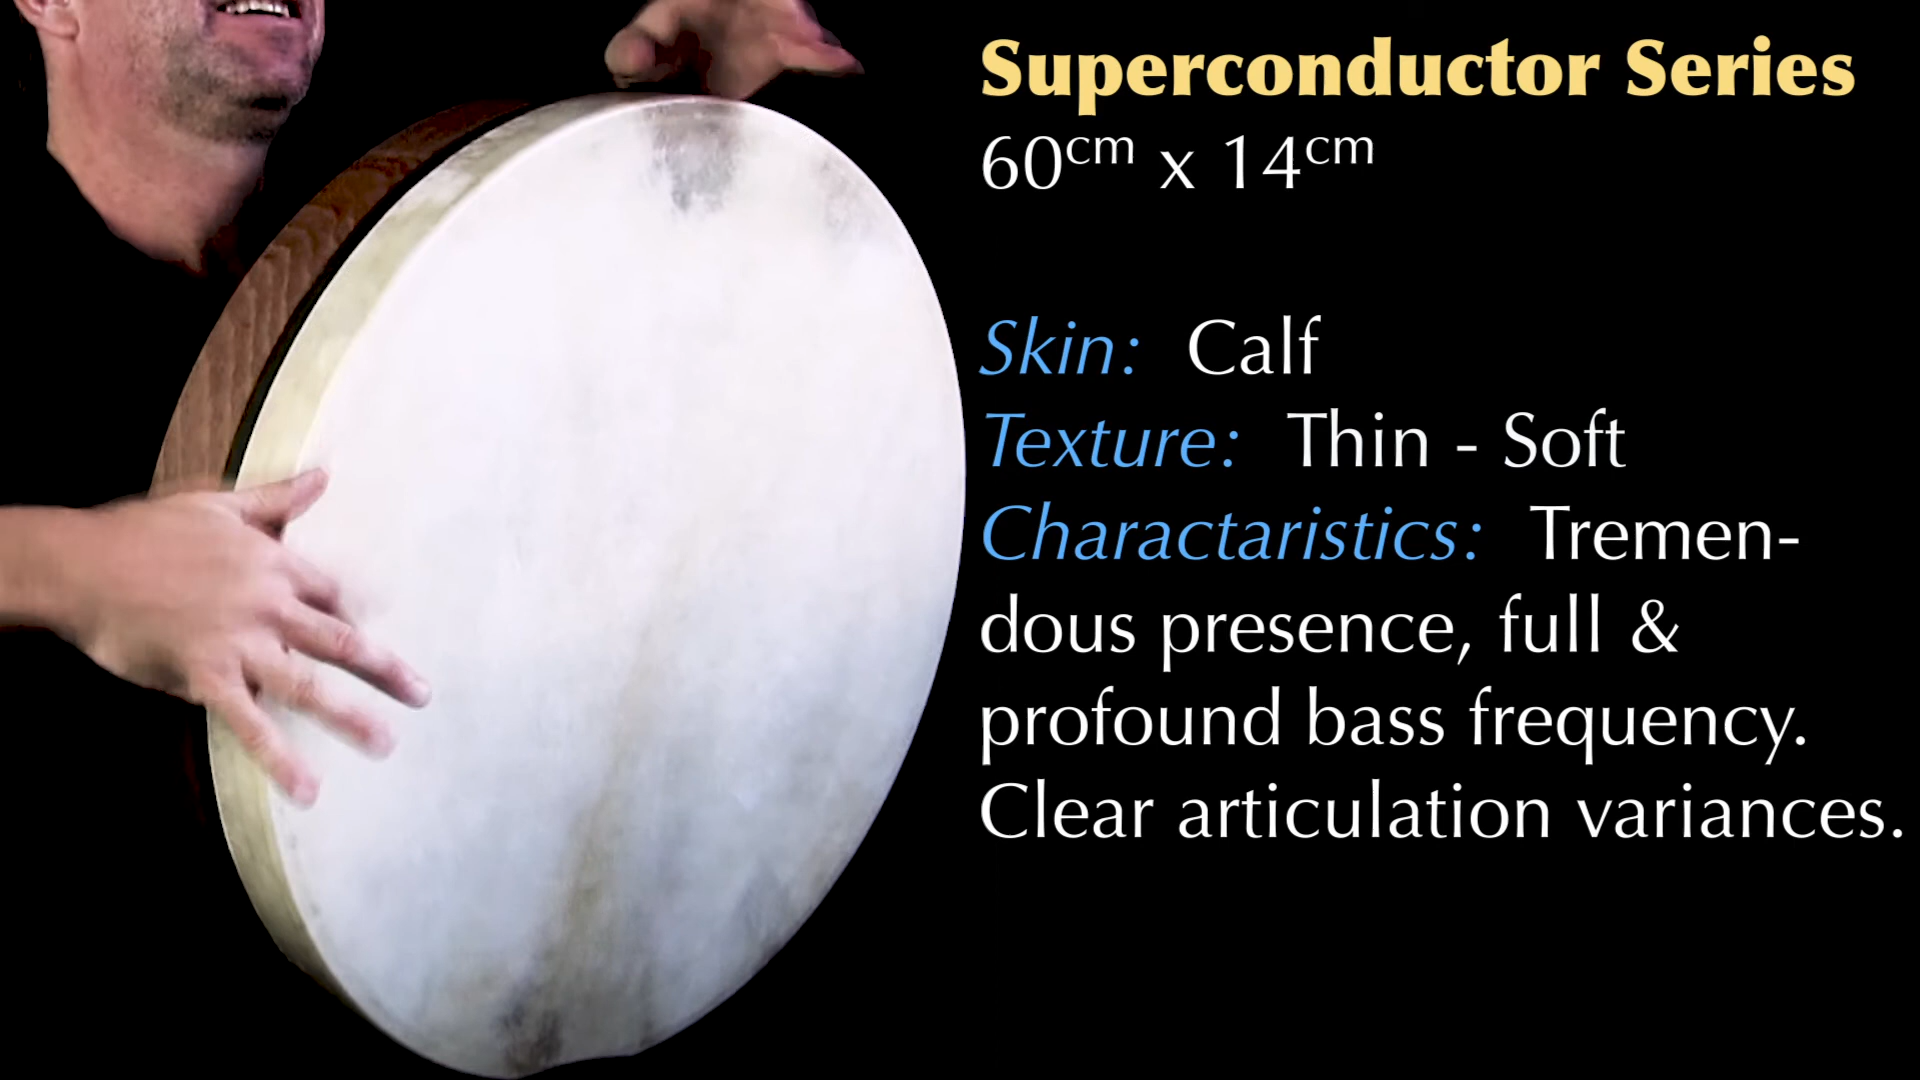 Superconductor Series
60cm x 14cm
Skin: Calf
Texture: Thin - Soft
Charactaristics: Tremen-
dous presence, full &
profound bass frequency.
Clear articulation variances.